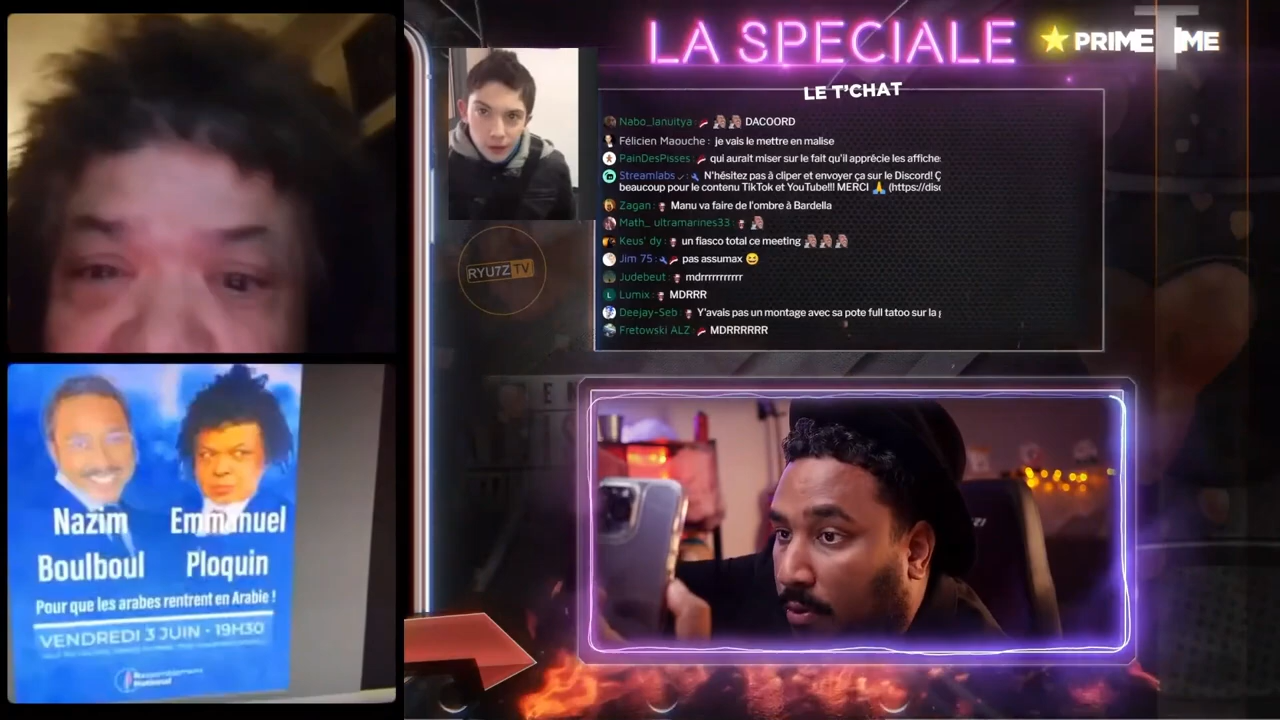 LA SPECIALE
PRIME TIME
LE T'CHAT
Nabo_lanuitya : DACOORD
Félicien Maouche : je vais le mettre en malise
PainDesPisses : qui aurait miser sur le fait qu'il apprécie les affiche
Streamlabs : N'hésitez pas à cliper et envoyer ça sur le Discord! Ç
beaucoup pour le contenu TikTok et YouTube!!! MERCI 🙏 (https://disc
Zagan : Manu va faire de l'ombre à Bardella
Math_ ultramarines33 :
Keus' dy : un fiasco total ce meeting
Jim 75 : pas assumax 😆
Judebeut : mdrrrrrrrrrr
Lumix : MDRRR
Deejay-Seb : Y'avais pas un montage avec sa pote full tatoo sur la g
Fretowski ALZ : MDRRRRRR
RYU7Z TV
Nazim
Boulboul
Emmanuel
Ploquin
Pour que les arabes rentrent en Arabie !
VENDREDI 3 JUIN - 19H30
Rassemblement
National